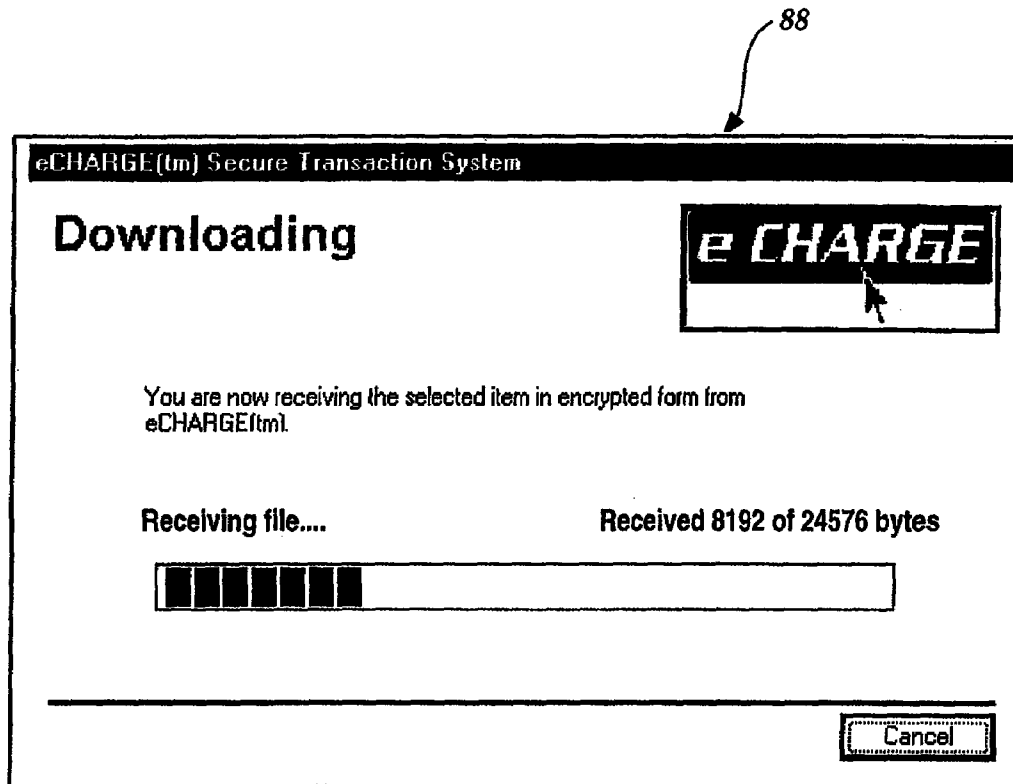 88
eCHARGE(tm) Secure Transaction System
Downloading
e CHARGE
You are now receiving the selected item in encrypted form from
eCHARGE(tm).
Receiving file....
Received 8192 of 24576 bytes
Cancel